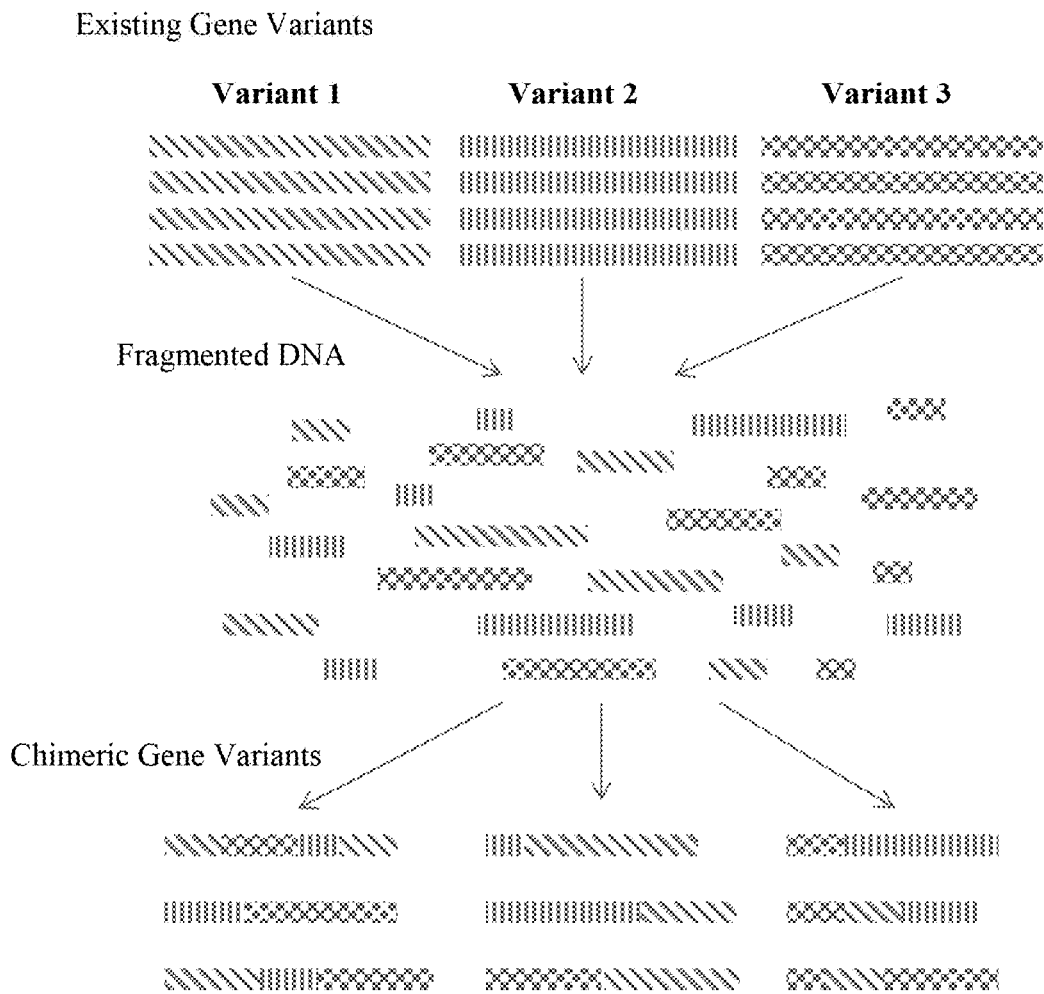 Existing Gene Variants
Variant 1 Variant 2 Variant 3
Fragmented DNA
Chimeric Gene Variants